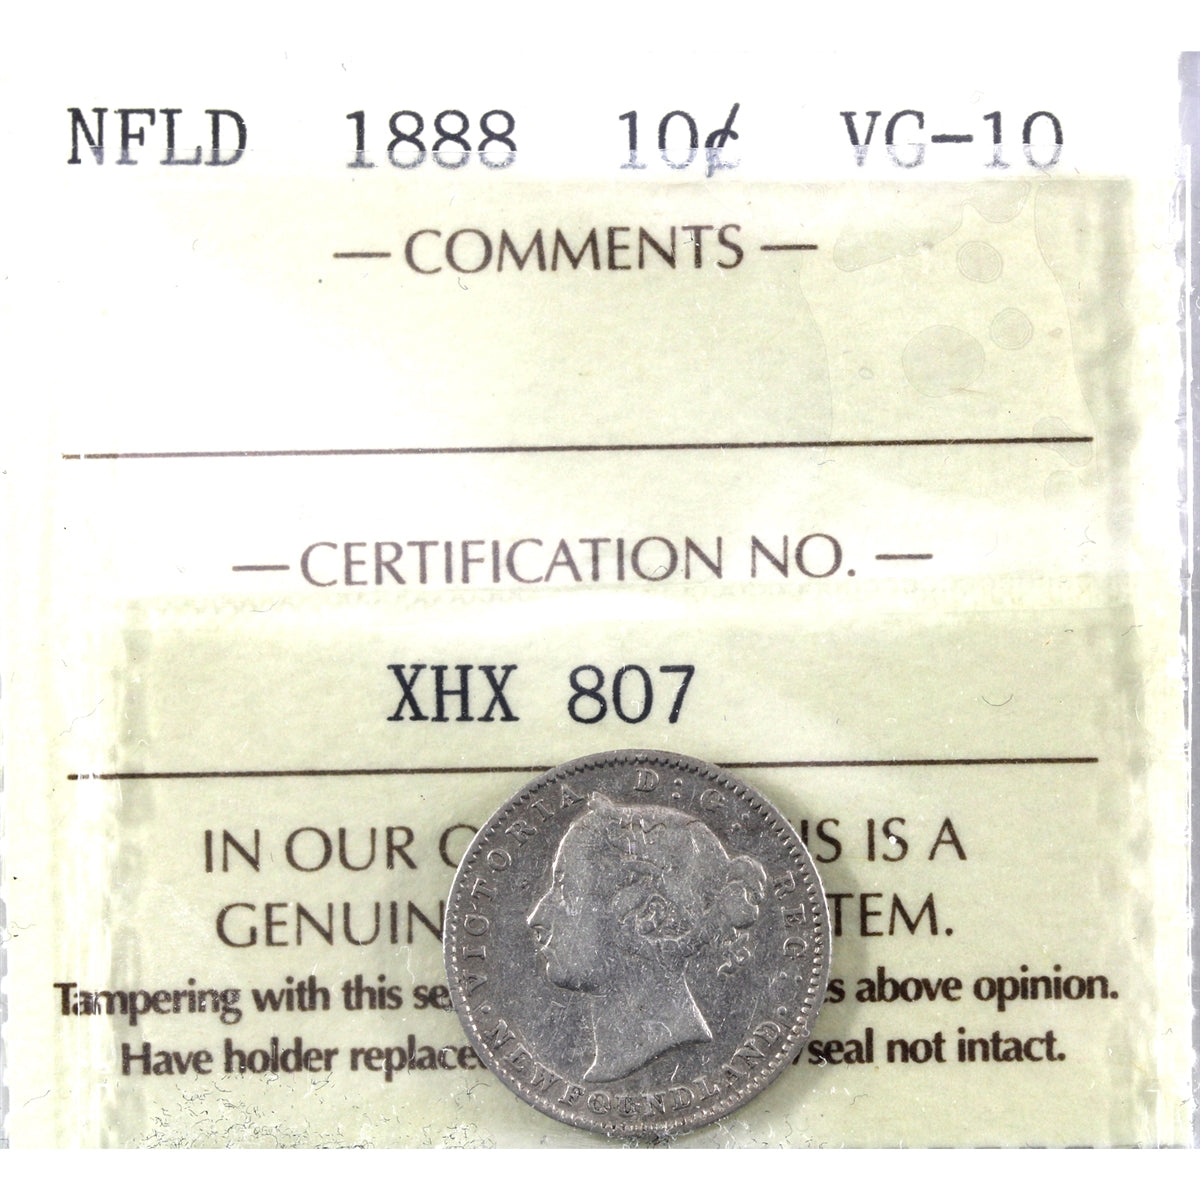 NFLD 1888 10¢ VG-10
— COMMENTS —
— CERTIFICATION NO. —
XHX 807
IN OUR O IS IS A
GENUIN TEM.
Tampering with this se s above opinion.
Have holder replace seal not intact.
VICTORIA D:G: REG:
· NEWFOUNDLAND ·